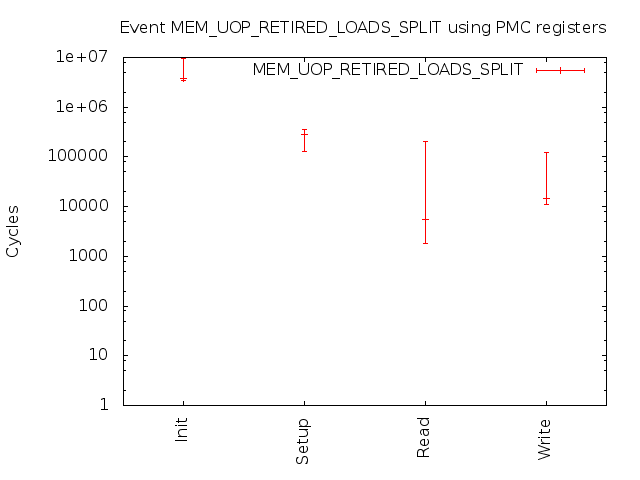 Event MEM_UOP_RETIRED_LOADS_SPLIT using PMC registers
MEM_UOP_RETIRED_LOADS_SPLIT
Cycles
1e+07
1e+06
100000
10000
1000
100
10
1
Init
Setup
Read
Write